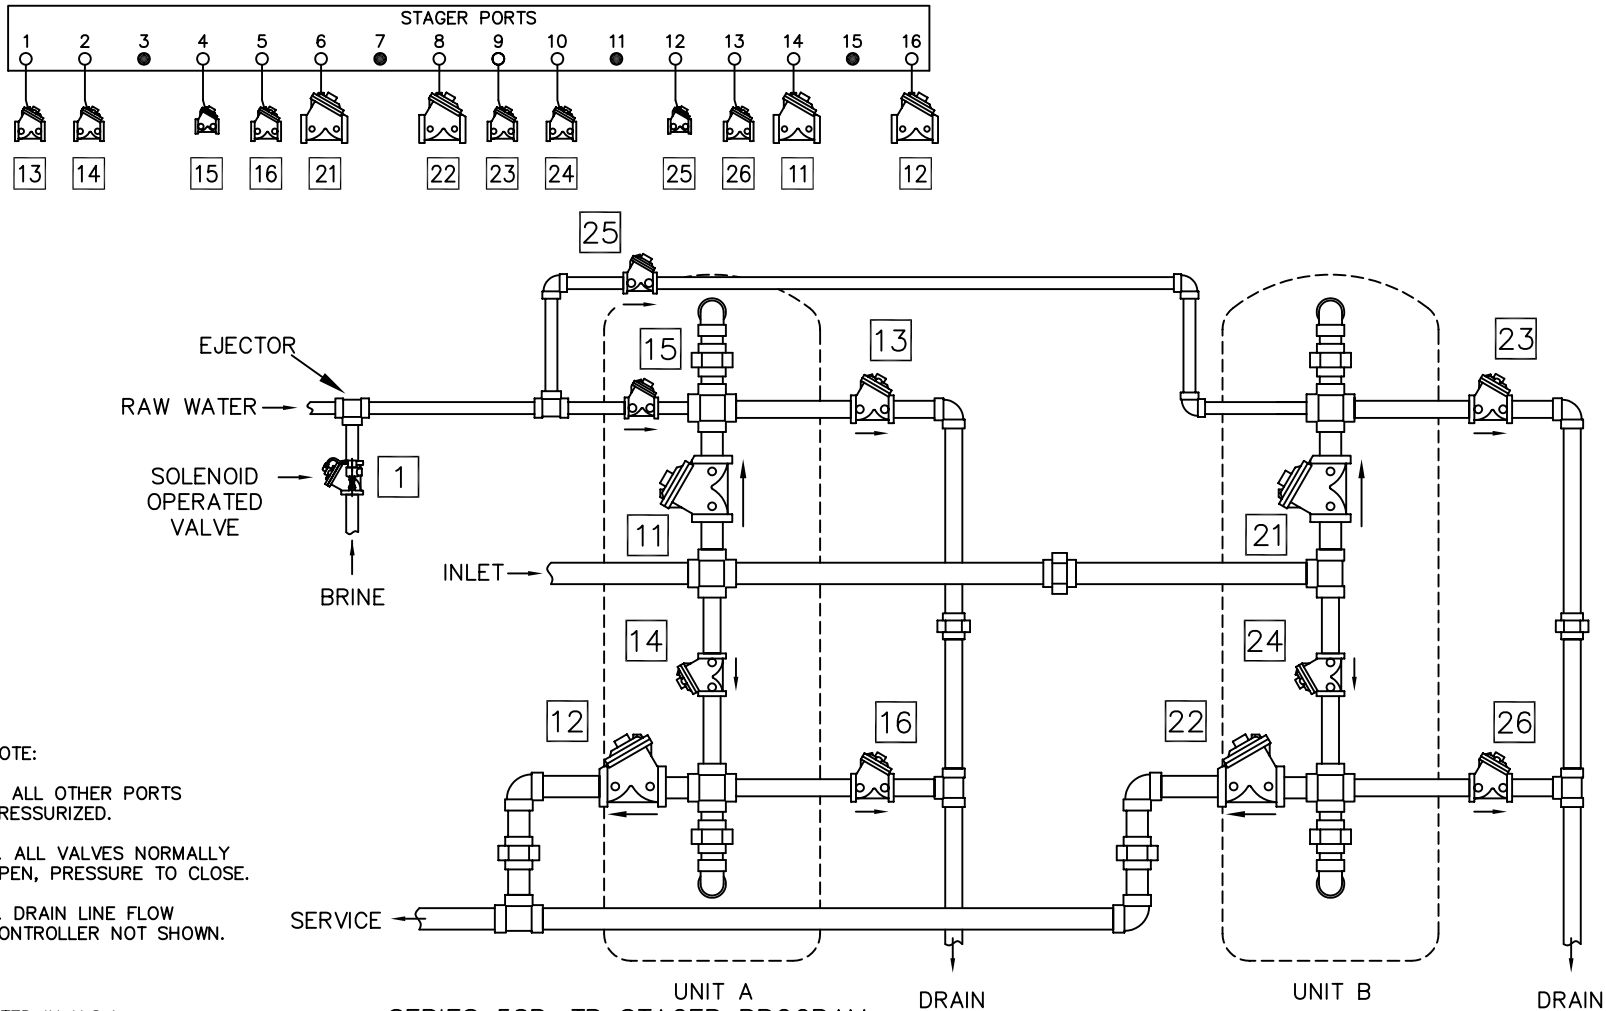 STAGER PORTS
1 2 3 4 5 6 7 8 9 10 11 12 13 14 15 16
13 14 15 16 21 22 23 24 25 26 11 12
25
15
13
23
EJECTOR
RAW WATER
SOLENOID
OPERATED
VALVE
1
BRINE
11
21
INLET
14
24
12
16
22
26
OTE:
ALL OTHER PORTS
RESSURIZED.
. ALL VALVES NORMALLY
PEN, PRESSURE TO CLOSE.
. DRAIN LINE FLOW
ONTROLLER NOT SHOWN.
SERVICE
UNIT A
DRAIN
UNIT B
DRAIN